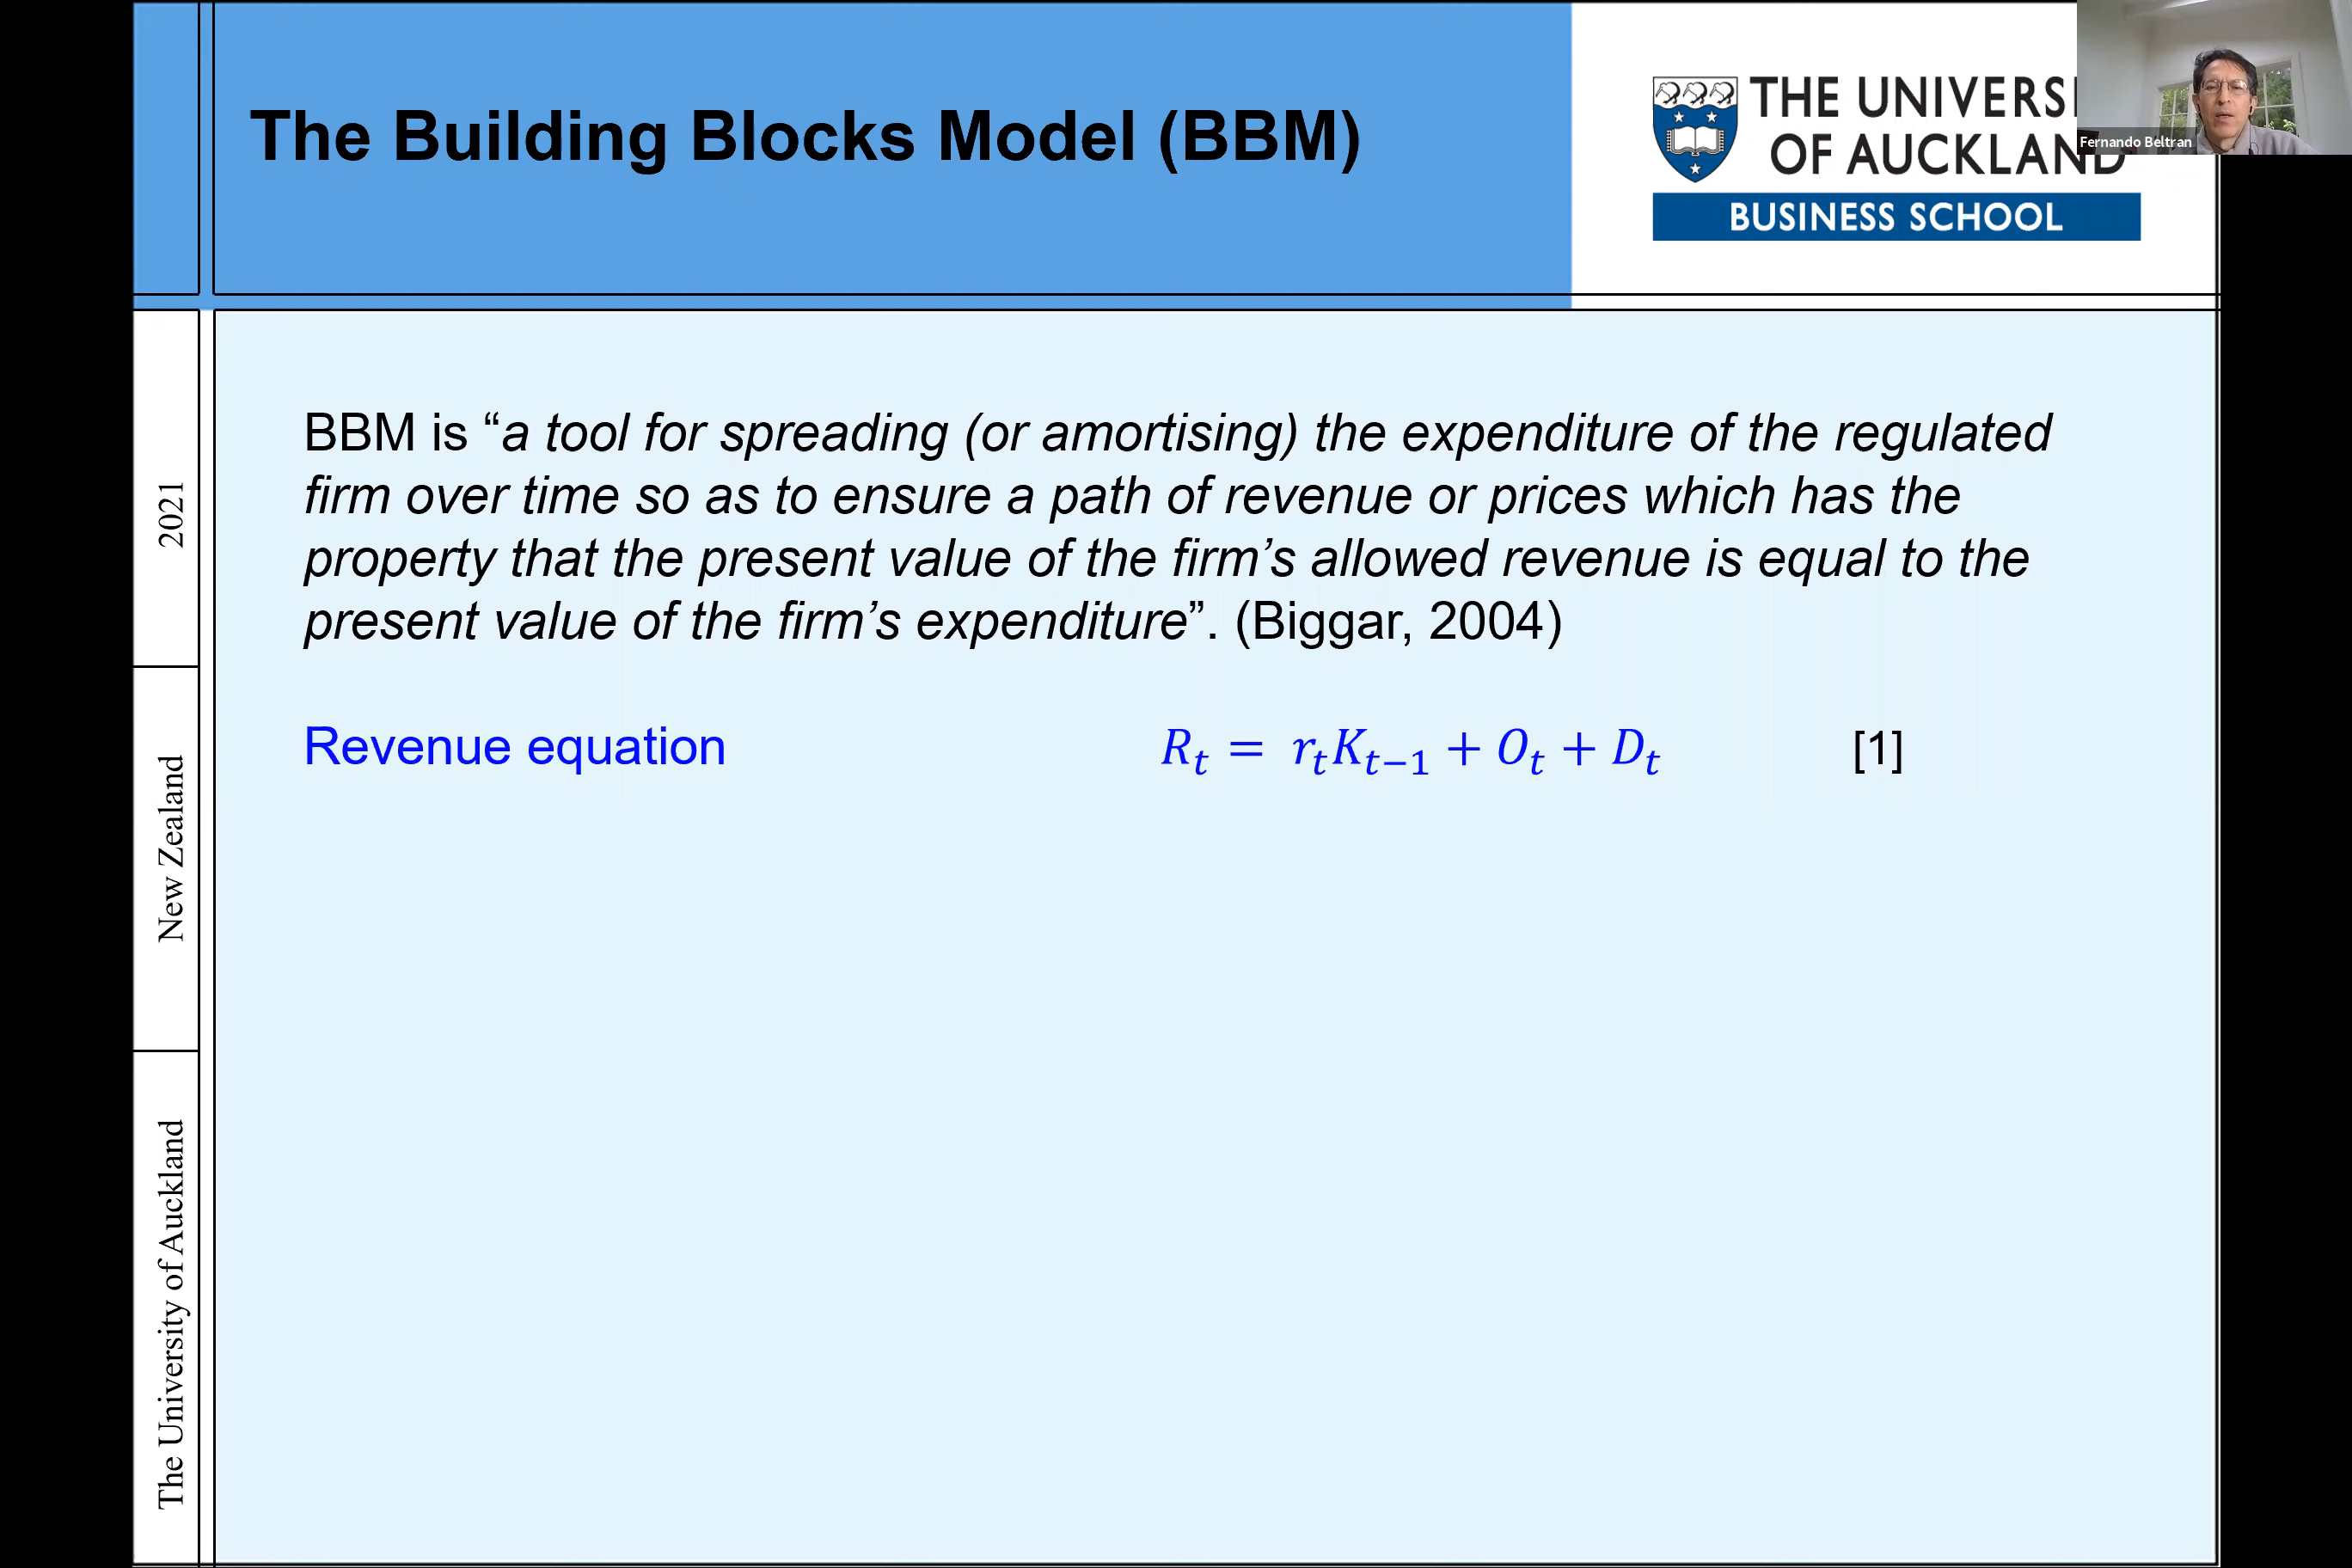 The Building Blocks Model (BBM)
THE UNIVERS
OF AUCKLAND
BUSINESS SCHOOL
Fernando Beltran
BBM is “a tool for spreading (or amortising) the expenditure of the regulated
firm over time so as to ensure a path of revenue or prices which has the
property that the present value of the firm’s allowed revenue is equal to the
present value of the firm’s expenditure”. (Biggar, 2004)
Revenue equation R_t = r_t K_{t−1} + O_t + D_t [1]
2021
New Zealand
The University of Auckland